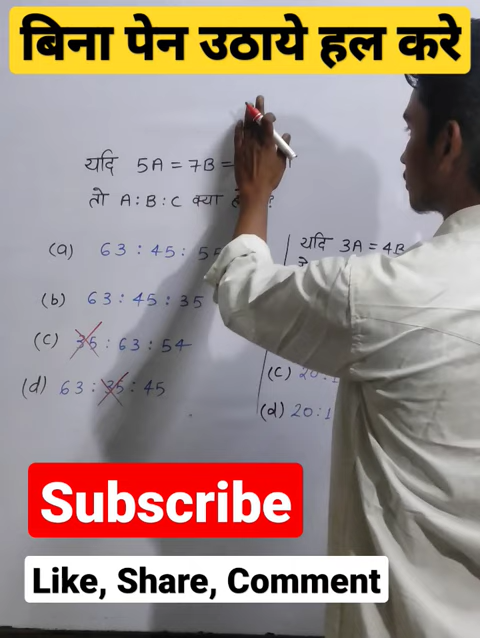 बिना पेन उठाये हल करे
यदि 5A = 7B =
तो A : B : C क्या
(a) 63 : 45 :
(b) 63 : 45 : 35
(c) 35 : 63 : 54
(d) 63 : 35 : 45
यदि 3A = 4B
(c) 20 :
(d) 20 : 1
Subscribe
Like, Share, Comment